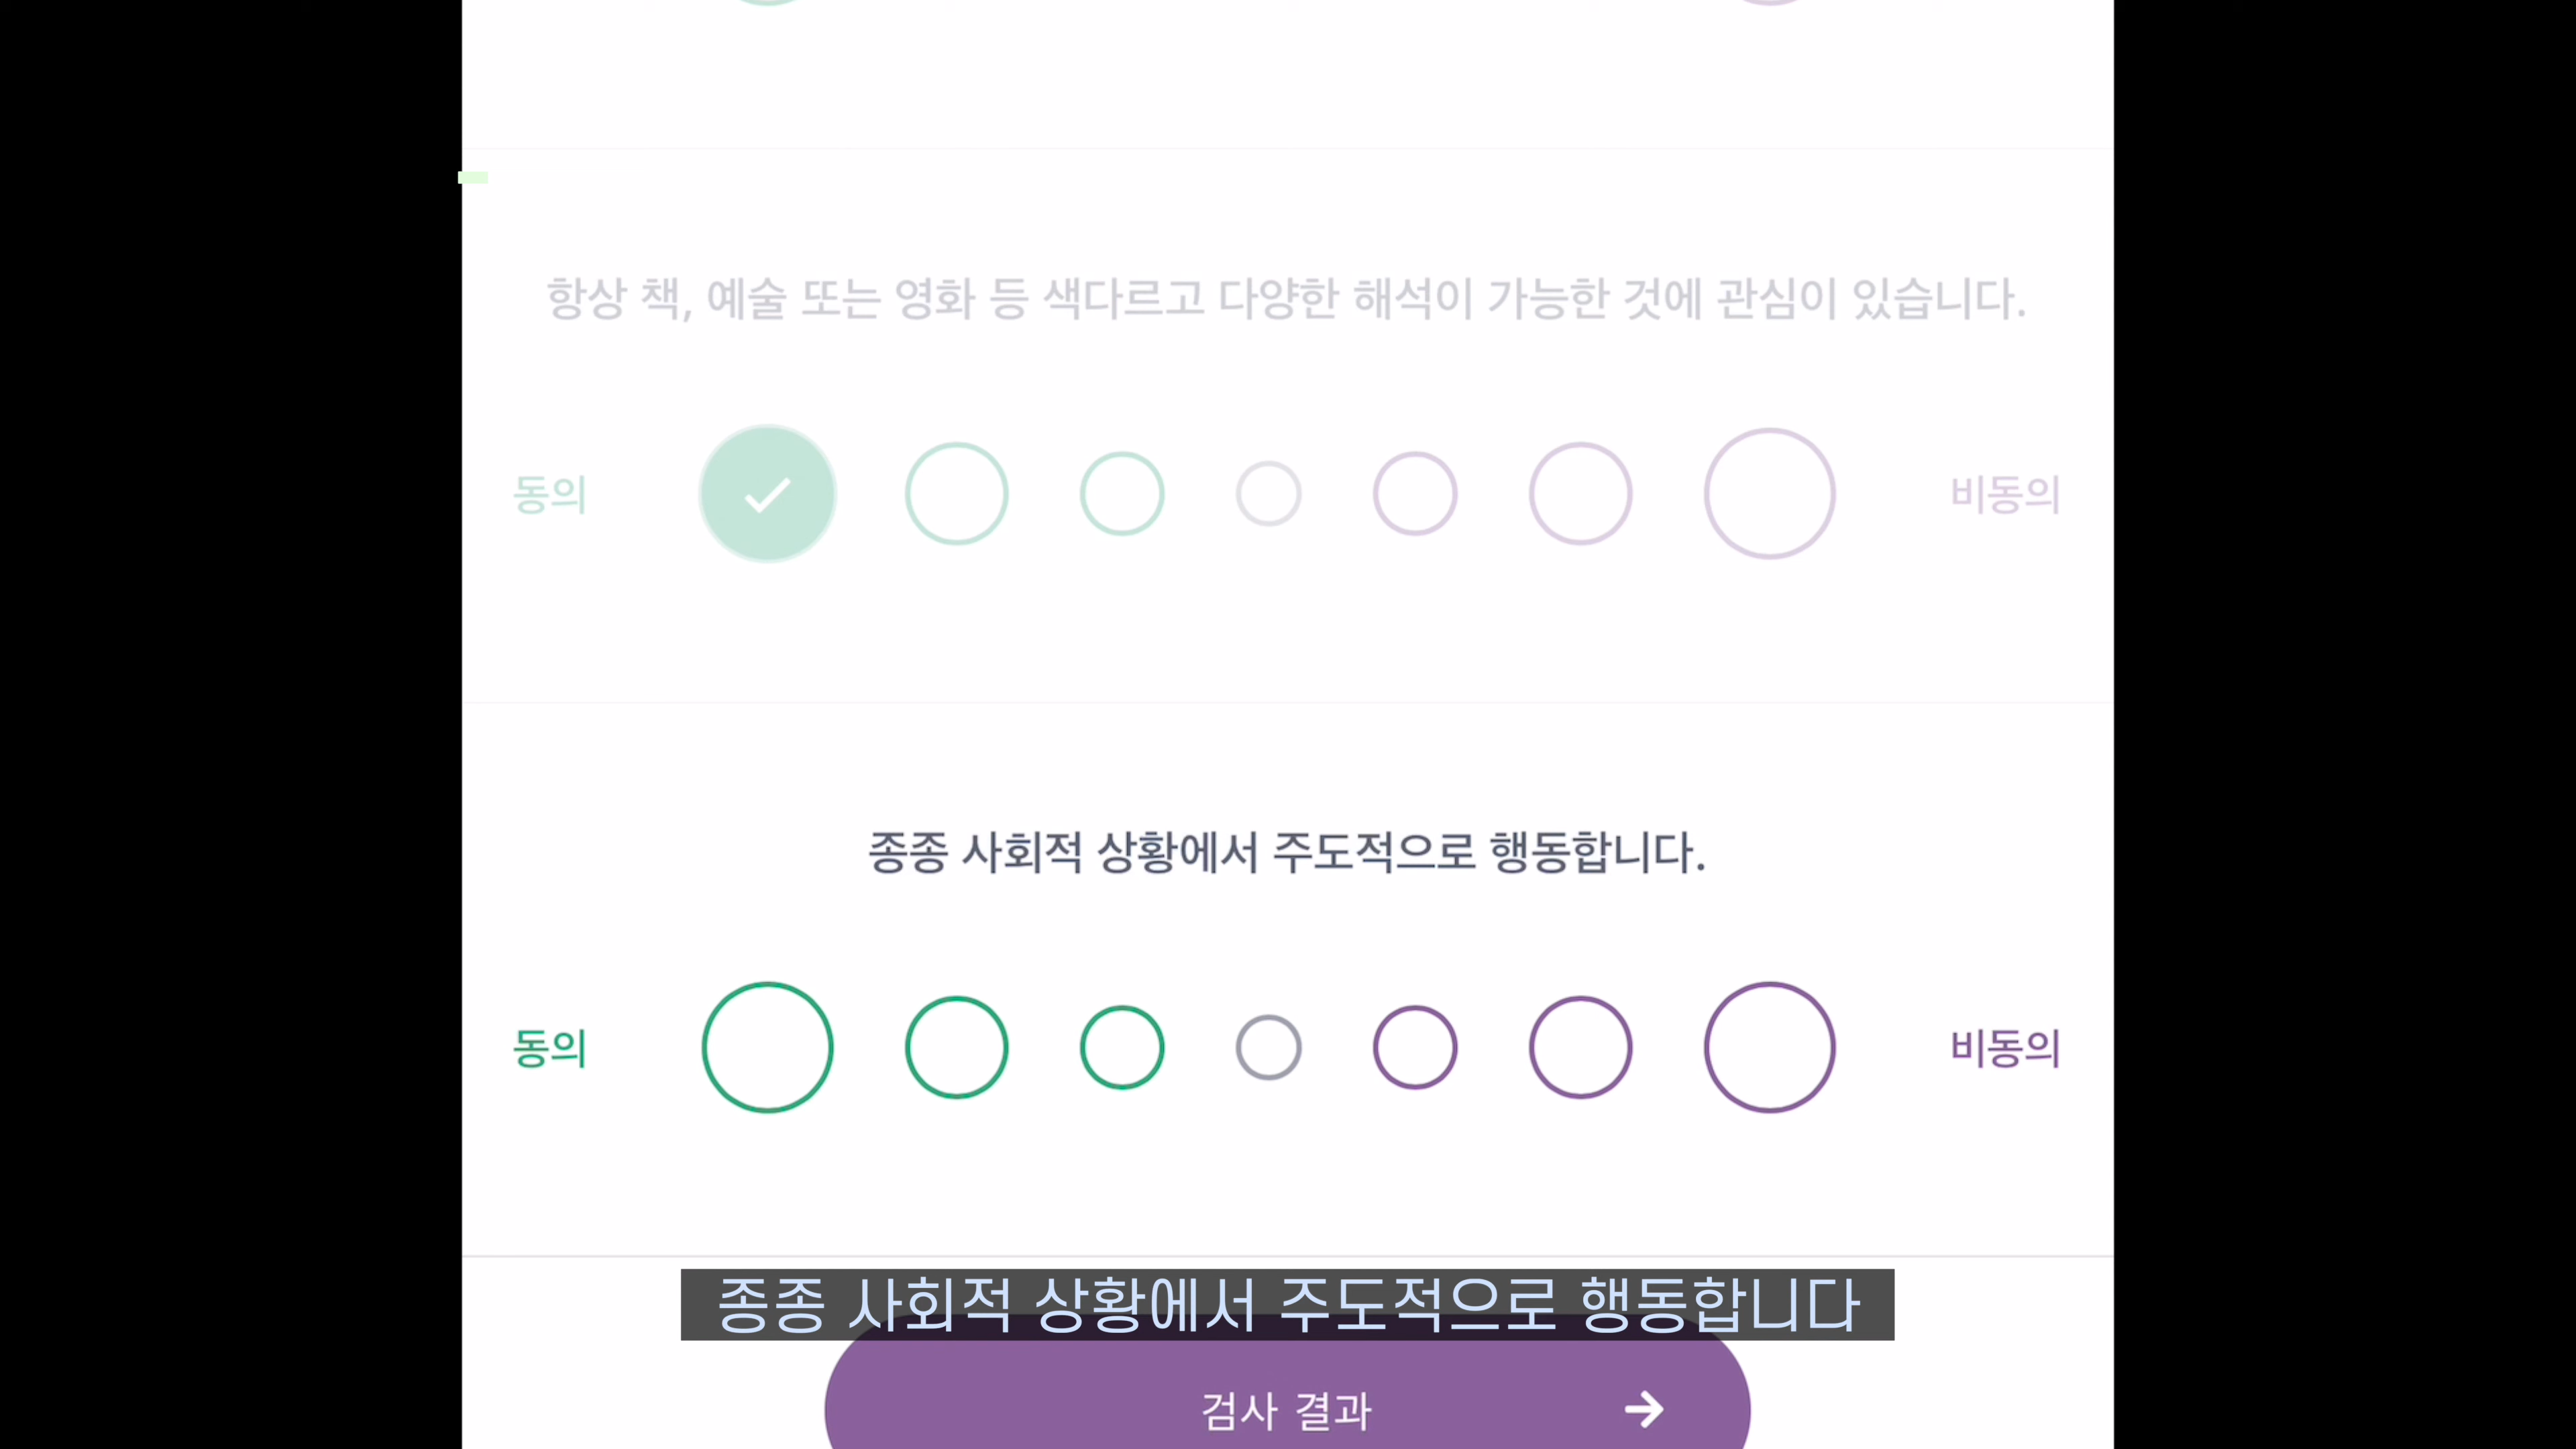 항상 책, 예술 또는 영화 등 색다르고 다양한 해석이 가능한 것에 관심이 있습니다.
동의 비동의
종종 사회적 상황에서 주도적으로 행동합니다.
동의 비동의
종종 사회적 상황에서 주도적으로 행동합니다
검사 결과